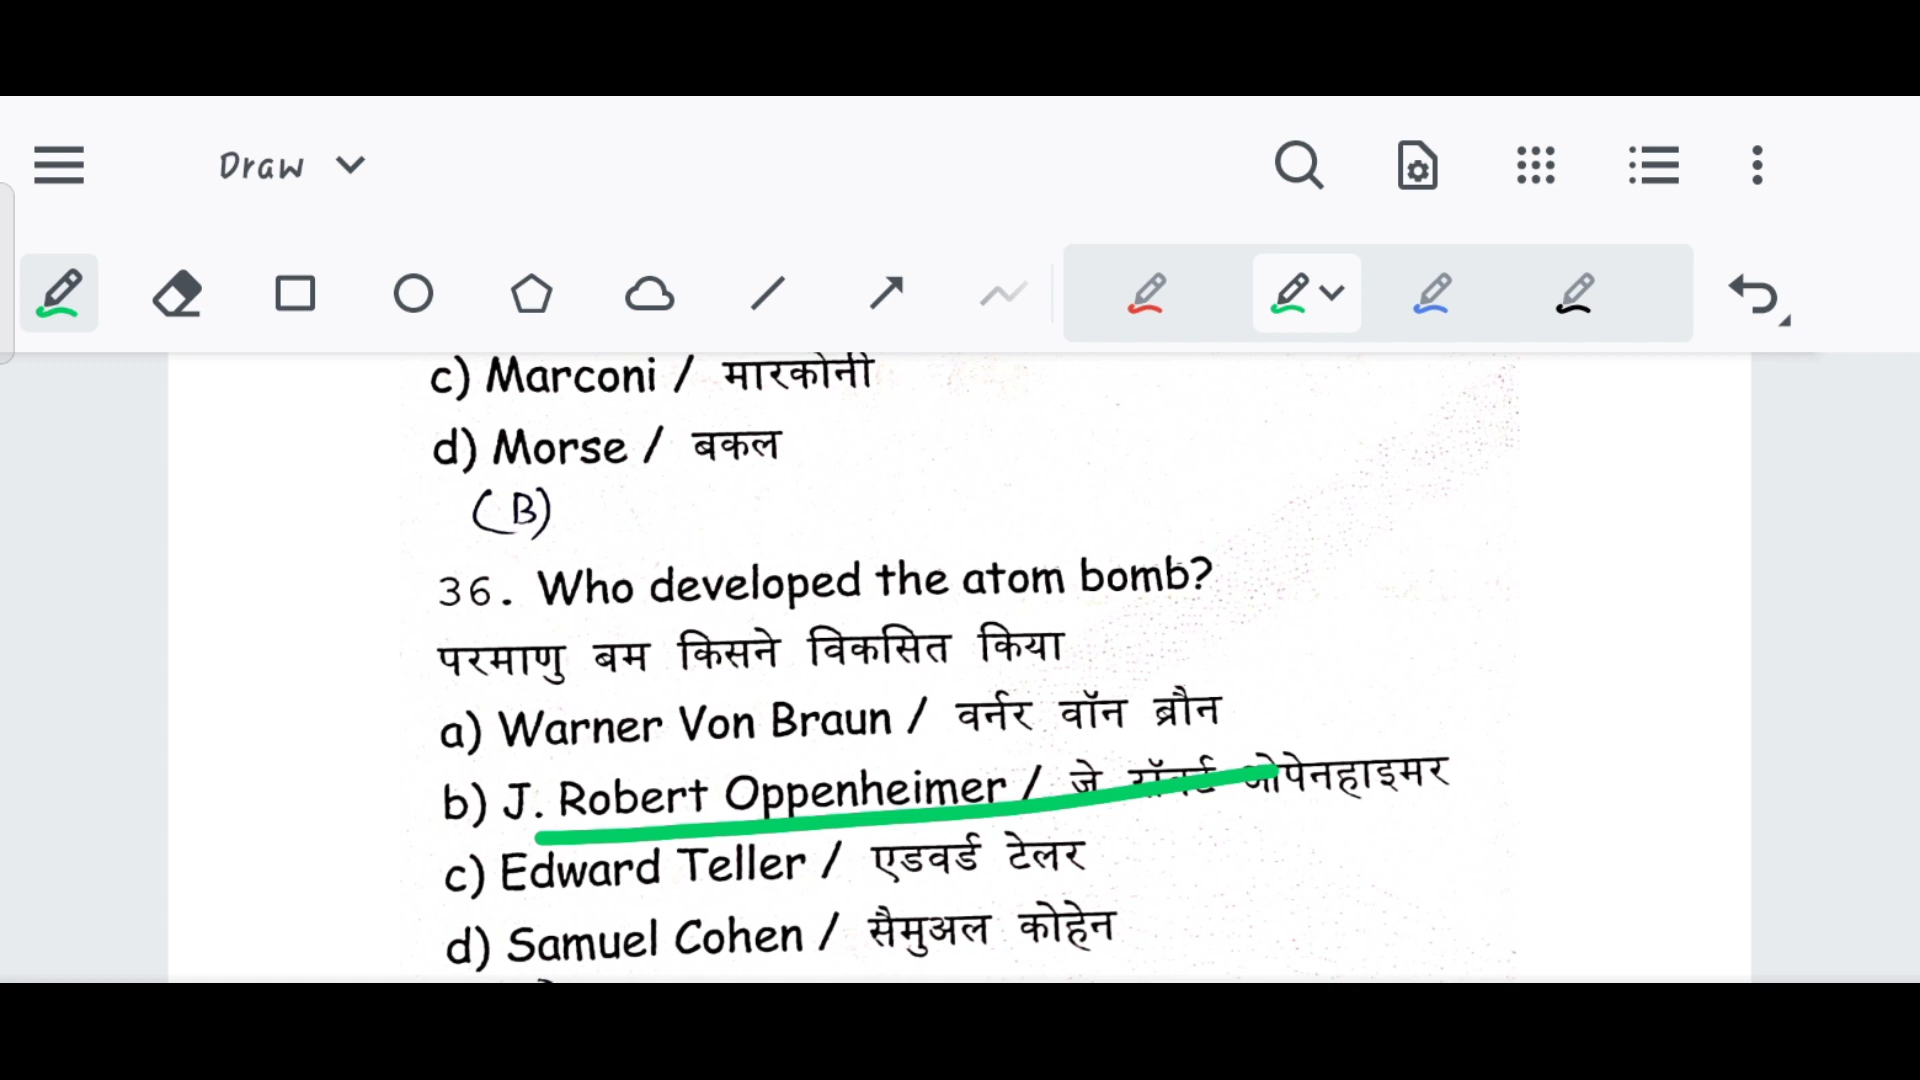 Draw
c) Marconi / मारकोनी
d) Morse / बकल
(B)
36. Who developed the atom bomb?
परमाणु बम किसने विकसित किया
a) Warner Von Braun / वर्नर वॉन ब्रौन
b) J. Robert Oppenheimer / जे रॉबर्ट ओपेनहाइमर
c) Edward Teller / एडवर्ड टेलर
d) Samuel Cohen / सैमुअल कोहेन